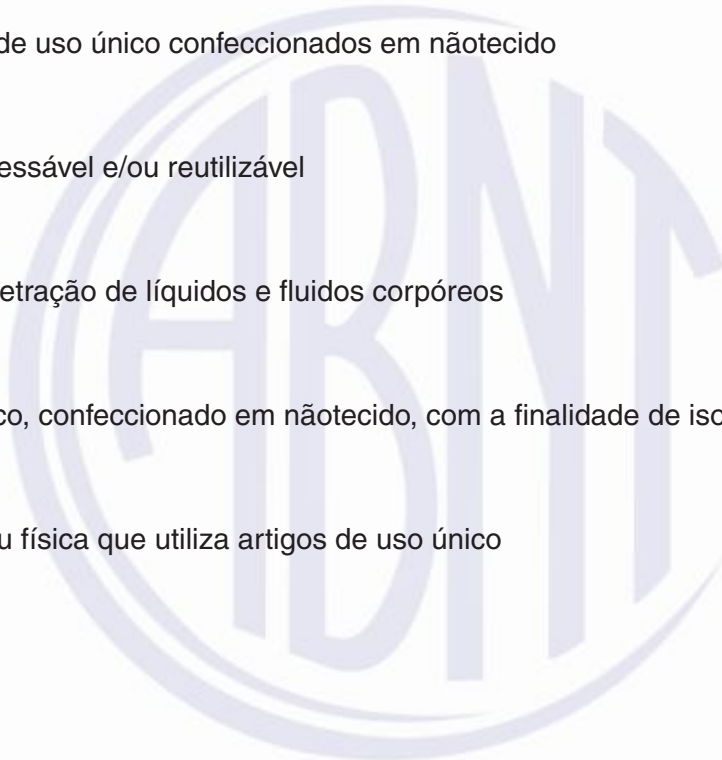 de uso único confeccionados em nãotecido
essável e/ou reutilizável
etração de líquidos e fluidos corpóreos
co, confeccionado em nãotecido, com a finalidade de iso
u física que utiliza artigos de uso único
ABNT